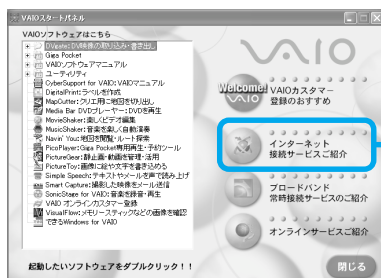 VAIOスタートパネル
VAIOソフトウェアはこちら
DVgate:DV映像の取り込み・書き出し
Giga Pocket
VAIOソフトウェアマニュアル
ユーティリティ
CyberSupport for VAIO:VAIOマニュアル
DigitalPrint:ラベルを作成
MapCutter:クリエ用に地図を切り出し
Media Bar DVDプレーヤー:DVDを再生
MovieShaker:楽しくビデオ編集
MusicShaker:音楽を楽しく自動演奏
Navin' You:地図を閲覧・ルート探索
PicoPlayer:Giga Pocket専用再生・予約ツール
PictureGear:静止画・動画を管理・活用
PictureToy:画像に絵や文字を書き込める
Simple Speech:テキストやメールを声で読み上げ
Smart Capture:撮影した映像をメール送信
SonicStage for VAIO:音楽を録音・再生
VAIO オンラインカスタマー登録
VisualFlow:メモリースティックなどの画像を確認
できるWindows for VAIO
起動したいソフトウェアをダブルクリック！！
VAIO
Welcome!
VAIO
VAIOカスタマー
登録のおすすめ
インターネット
接続サービスご紹介
ブロードバンド
常時接続サービスのご紹介
オンラインサービスご紹介
閉じる